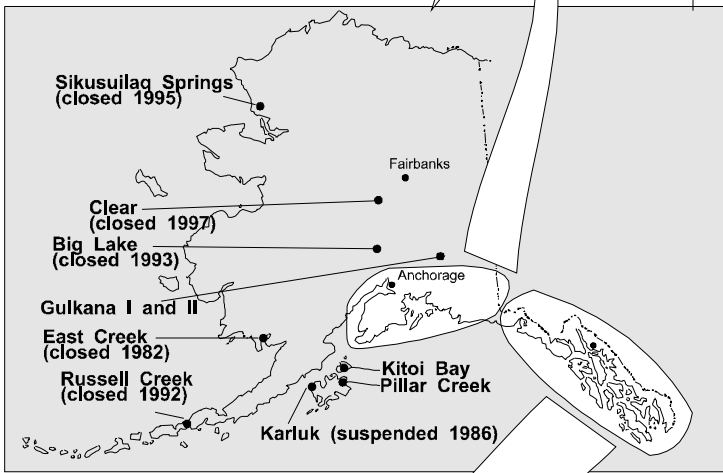 Sikusuilaq Springs
(closed 1995)
Fairbanks
Clear
(closed 1997)
Big Lake
(closed 1993)
Anchorage
Gulkana I and II
East Creek
(closed 1982)
Kitoi Bay
Russell Creek
(closed 1992)
Pillar Creek
Karluk (suspended 1986)